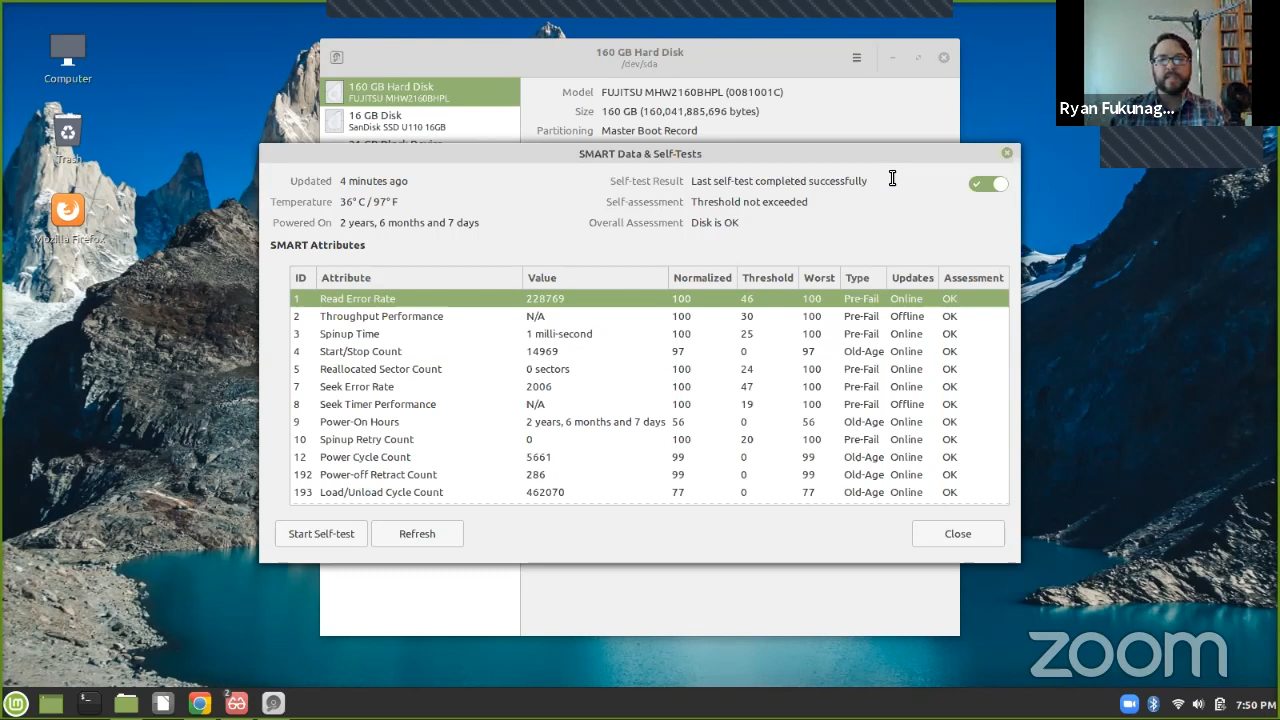 Computer
Trash
Mozilla Firefox
160 GB Hard Disk
/dev/sda
160 GB Hard Disk
FUJITSU MHW2160BHPL
16 GB Disk
SanDisk SSD U110 16GB
Model FUJITSU MHW2160BHPL (0081001C)
Size 160 GB (160,041,885,696 bytes)
Partitioning Master Boot Record
Ryan Fukunag...
SMART Data & Self-Tests
Updated 4 minutes ago
Temperature 36° C / 97° F
Powered On 2 years, 6 months and 7 days
Self-test Result Last self-test completed successfully
Self-assessment Threshold not exceeded
Overall Assessment Disk is OK
SMART Attributes
ID Attribute Value Normalized Threshold Worst Type Updates Assessment
1 Read Error Rate 228769 100 46 100 Pre-Fail Online OK
2 Throughput Performance N/A 100 30 100 Pre-Fail Offline OK
3 Spinup Time 1 milli-second 100 25 100 Pre-Fail Online OK
4 Start/Stop Count 14969 97 0 97 Old-Age Online OK
5 Reallocated Sector Count 0 sectors 100 24 100 Pre-Fail Online OK
7 Seek Error Rate 2006 100 47 100 Pre-Fail Online OK
8 Seek Timer Performance N/A 100 19 100 Pre-Fail Offline OK
9 Power-On Hours 2 years, 6 months and 7 days 56 0 56 Old-Age Online OK
10 Spinup Retry Count 0 100 20 100 Pre-Fail Online OK
12 Power Cycle Count 5661 99 0 99 Old-Age Online OK
192 Power-off Retract Count 286 99 0 99 Old-Age Online OK
193 Load/Unload Cycle Count 462070 77 0 77 Old-Age Online OK
Start Self-test Refresh Close
zoom
2
7:50 PM